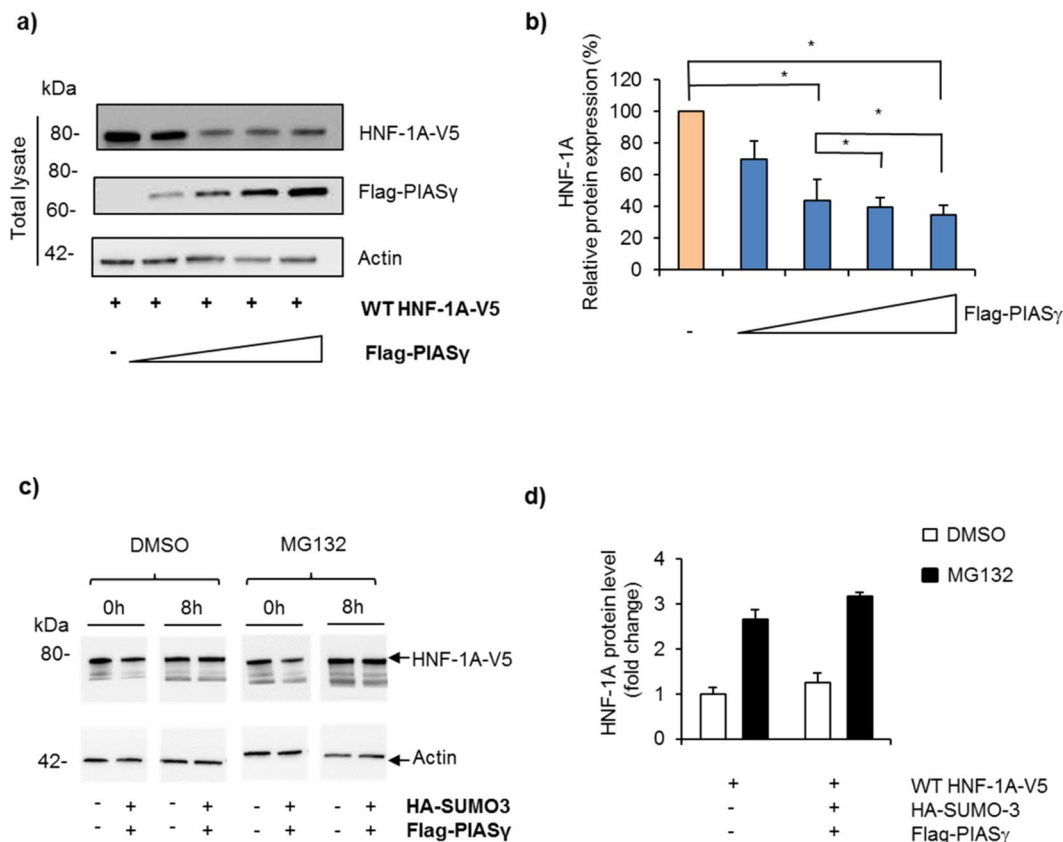 a)
kDa
Total lysate
80-
80-
60-
42-
HNF-1A-V5
Flag-PIASγ
Actin
+ + + + + WT HNF-1A-V5
- Flag-PIASγ
b)
HNF-1A
Relative protein expression (%)
120
100
80
60
40
20
0
*
*
*
*
- Flag-PIASγ
c)
DMSO MG132
0h 8h 0h 8h
kDa
80-
HNF-1A-V5
42-
Actin
- + - + - + - + HA-SUMO3
- + - + - + - + Flag-PIASγ
d)
DMSO
MG132
HNF-1A protein level
(fold change)
4
3
2
1
0
+ + WT HNF-1A-V5
- + HA-SUMO-3
- + Flag-PIASγ